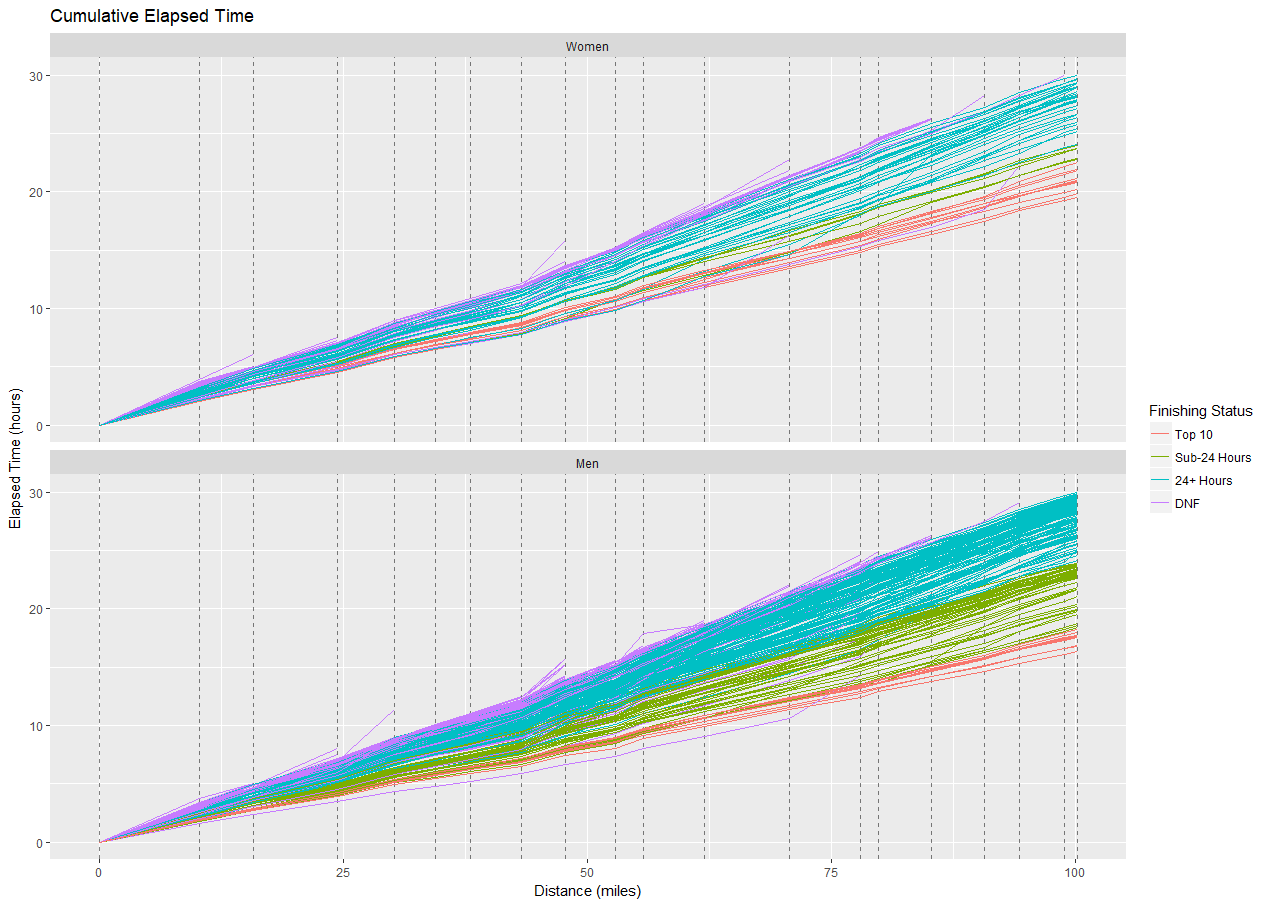 Cumulative Elapsed Time
Women
30
20
10
0
Men
30
20
10
0
0 25 50 75 100
Distance (miles)
Elapsed Time (hours)
Finishing Status
Top 10
Sub-24 Hours
24+ Hours
DNF